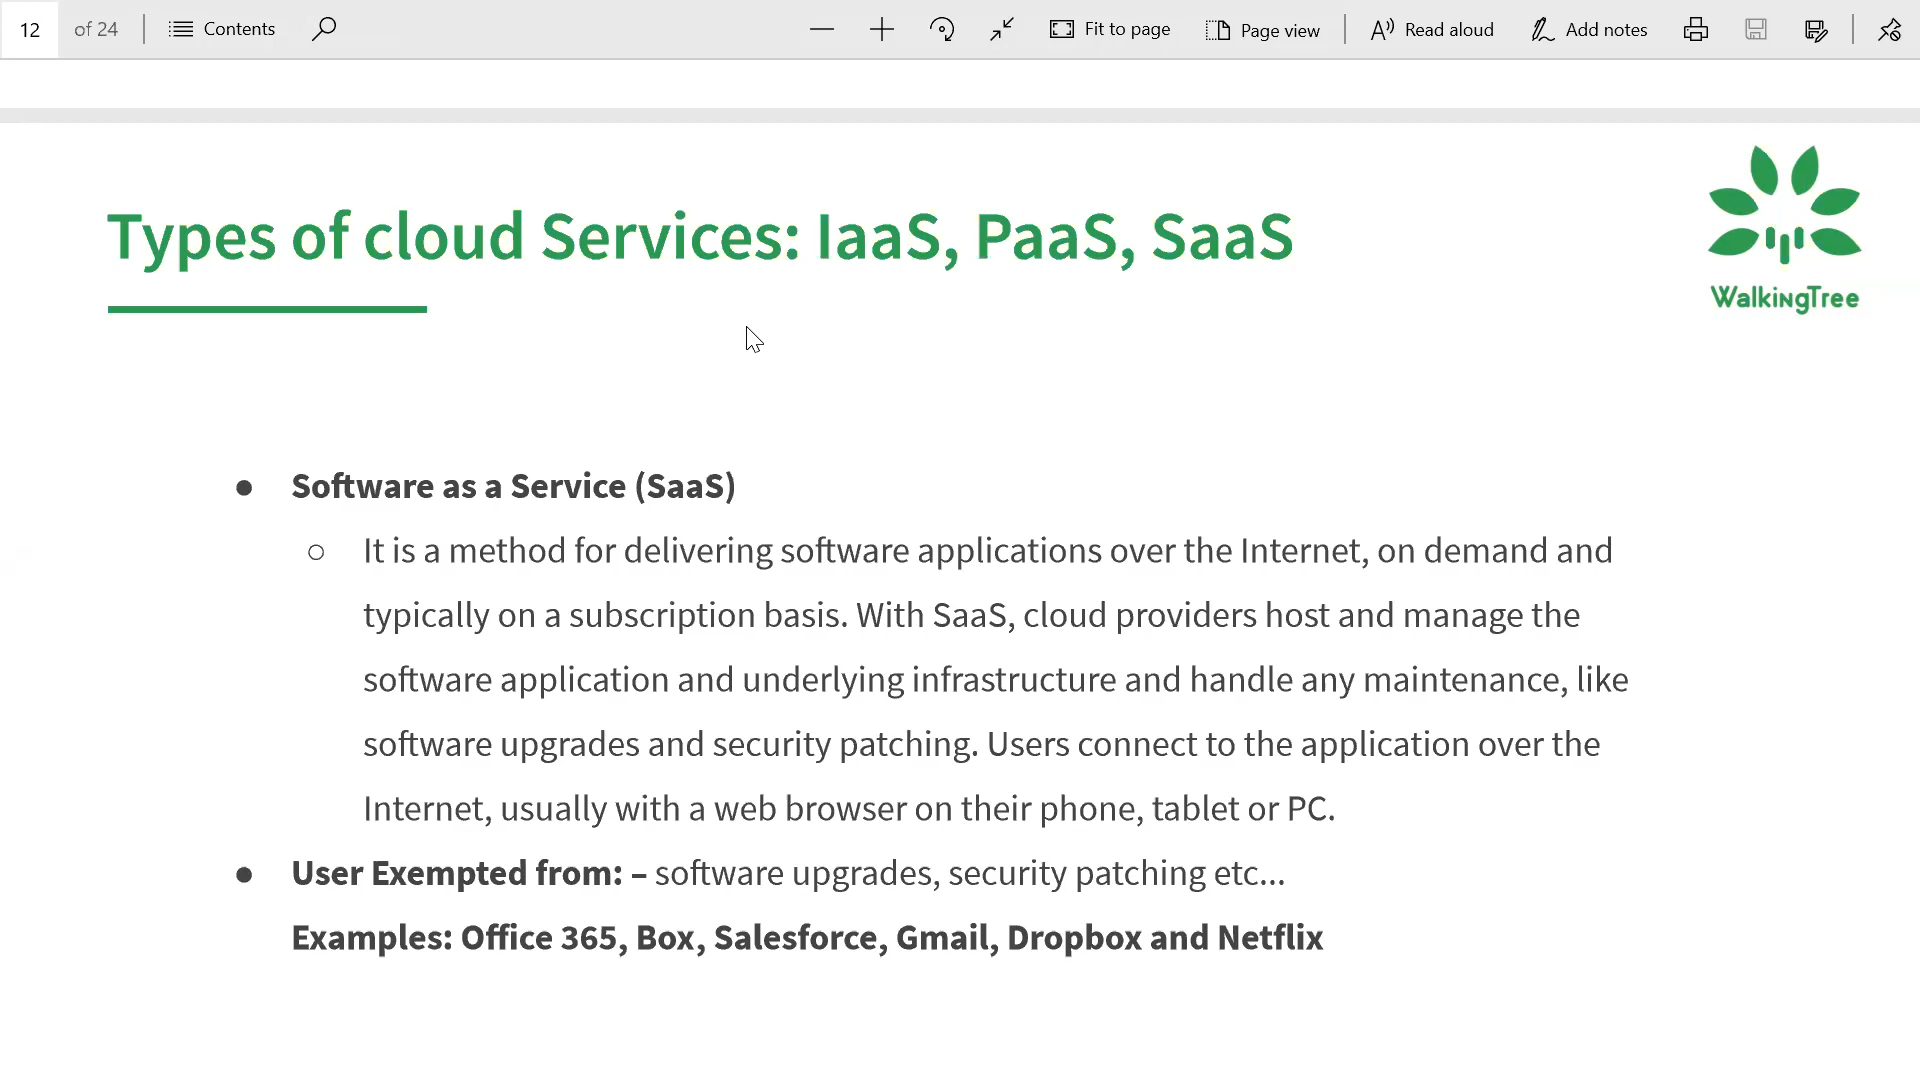 12 of 24 Contents Fit to page Page view Read aloud Add notes
WalkingTree
Types of cloud Services: IaaS, PaaS, SaaS
● Software as a Service (SaaS)
○ It is a method for delivering software applications over the Internet, on demand and
typically on a subscription basis. With SaaS, cloud providers host and manage the
software application and underlying infrastructure and handle any maintenance, like
software upgrades and security patching. Users connect to the application over the
Internet, usually with a web browser on their phone, tablet or PC.
● User Exempted from: – software upgrades, security patching etc...
Examples: Office 365, Box, Salesforce, Gmail, Dropbox and Netflix